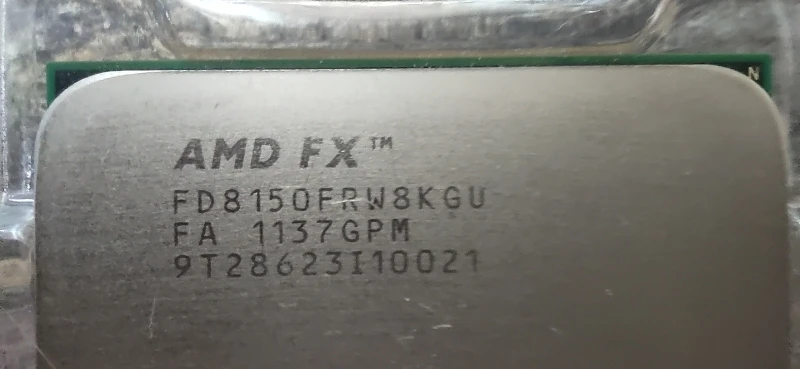 AMD FX™
FD8150FRW8KGU
FA 1137GPM
9T28623I10021
N